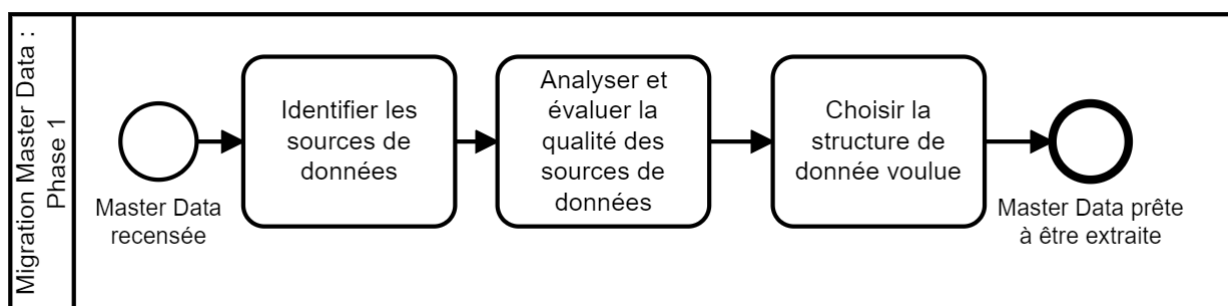 Migration Master Data :
Phase 1
Master Data
recensée
Identifier les
sources de
données
Analyser et
évaluer la
qualité des
sources de
données
Choisir la
structure de
donnée voulue
Master Data prête
à être extraite